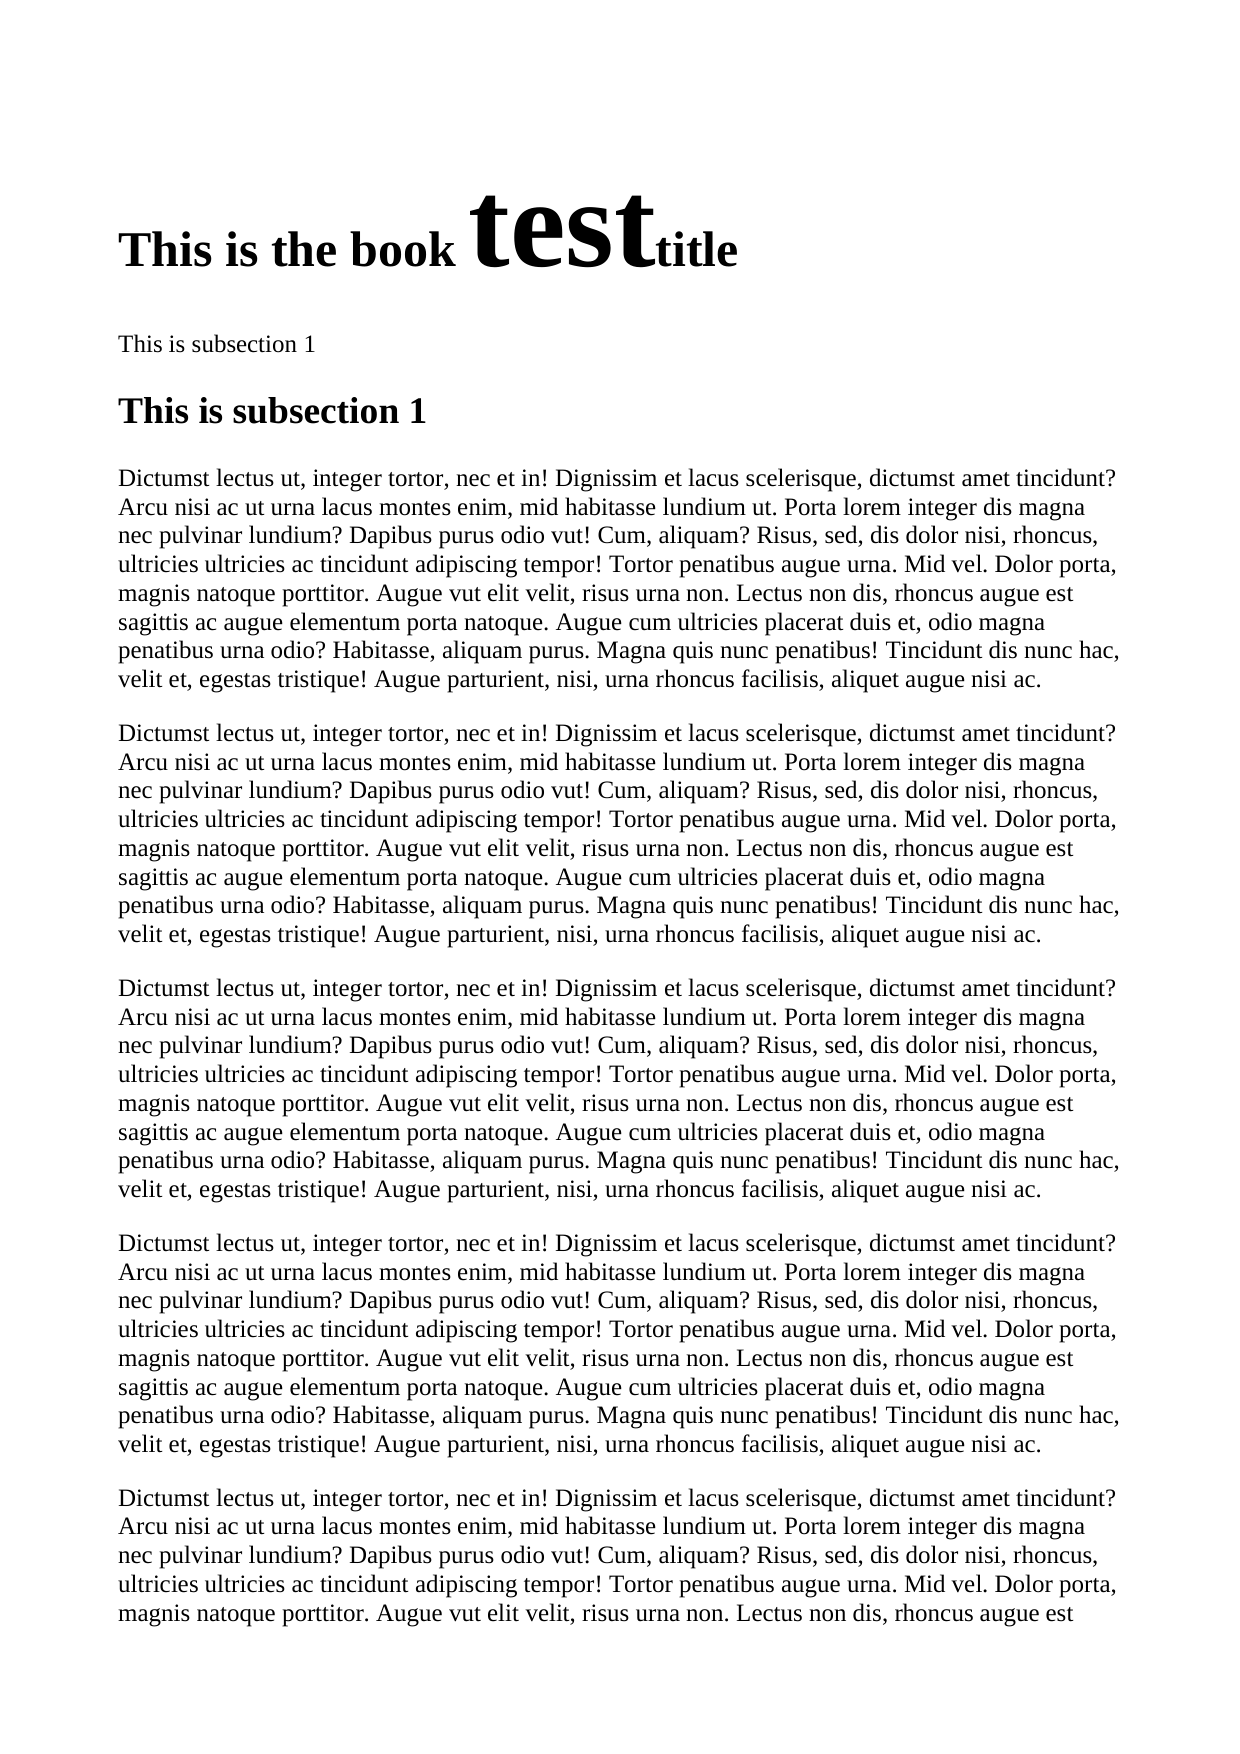 This is the book testtitle
This is subsection 1
This is subsection 1
Dictumst lectus ut, integer tortor, nec et in! Dignissim et lacus scelerisque, dictumst amet tincidunt?
Arcu nisi ac ut urna lacus montes enim, mid habitasse lundium ut. Porta lorem integer dis magna
nec pulvinar lundium? Dapibus purus odio vut! Cum, aliquam? Risus, sed, dis dolor nisi, rhoncus,
ultricies ultricies ac tincidunt adipiscing tempor! Tortor penatibus augue urna. Mid vel. Dolor porta,
magnis natoque porttitor. Augue vut elit velit, risus urna non. Lectus non dis, rhoncus augue est
sagittis ac augue elementum porta natoque. Augue cum ultricies placerat duis et, odio magna
penatibus urna odio? Habitasse, aliquam purus. Magna quis nunc penatibus! Tincidunt dis nunc hac,
velit et, egestas tristique! Augue parturient, nisi, urna rhoncus facilisis, aliquet augue nisi ac.
Dictumst lectus ut, integer tortor, nec et in! Dignissim et lacus scelerisque, dictumst amet tincidunt?
Arcu nisi ac ut urna lacus montes enim, mid habitasse lundium ut. Porta lorem integer dis magna
nec pulvinar lundium? Dapibus purus odio vut! Cum, aliquam? Risus, sed, dis dolor nisi, rhoncus,
ultricies ultricies ac tincidunt adipiscing tempor! Tortor penatibus augue urna. Mid vel. Dolor porta,
magnis natoque porttitor. Augue vut elit velit, risus urna non. Lectus non dis, rhoncus augue est
sagittis ac augue elementum porta natoque. Augue cum ultricies placerat duis et, odio magna
penatibus urna odio? Habitasse, aliquam purus. Magna quis nunc penatibus! Tincidunt dis nunc hac,
velit et, egestas tristique! Augue parturient, nisi, urna rhoncus facilisis, aliquet augue nisi ac.
Dictumst lectus ut, integer tortor, nec et in! Dignissim et lacus scelerisque, dictumst amet tincidunt?
Arcu nisi ac ut urna lacus montes enim, mid habitasse lundium ut. Porta lorem integer dis magna
nec pulvinar lundium? Dapibus purus odio vut! Cum, aliquam? Risus, sed, dis dolor nisi, rhoncus,
ultricies ultricies ac tincidunt adipiscing tempor! Tortor penatibus augue urna. Mid vel. Dolor porta,
magnis natoque porttitor. Augue vut elit velit, risus urna non. Lectus non dis, rhoncus augue est
sagittis ac augue elementum porta natoque. Augue cum ultricies placerat duis et, odio magna
penatibus urna odio? Habitasse, aliquam purus. Magna quis nunc penatibus! Tincidunt dis nunc hac,
velit et, egestas tristique! Augue parturient, nisi, urna rhoncus facilisis, aliquet augue nisi ac.
Dictumst lectus ut, integer tortor, nec et in! Dignissim et lacus scelerisque, dictumst amet tincidunt?
Arcu nisi ac ut urna lacus montes enim, mid habitasse lundium ut. Porta lorem integer dis magna
nec pulvinar lundium? Dapibus purus odio vut! Cum, aliquam? Risus, sed, dis dolor nisi, rhoncus,
ultricies ultricies ac tincidunt adipiscing tempor! Tortor penatibus augue urna. Mid vel. Dolor porta,
magnis natoque porttitor. Augue vut elit velit, risus urna non. Lectus non dis, rhoncus augue est
sagittis ac augue elementum porta natoque. Augue cum ultricies placerat duis et, odio magna
penatibus urna odio? Habitasse, aliquam purus. Magna quis nunc penatibus! Tincidunt dis nunc hac,
velit et, egestas tristique! Augue parturient, nisi, urna rhoncus facilisis, aliquet augue nisi ac.
Dictumst lectus ut, integer tortor, nec et in! Dignissim et lacus scelerisque, dictumst amet tincidunt?
Arcu nisi ac ut urna lacus montes enim, mid habitasse lundium ut. Porta lorem integer dis magna
nec pulvinar lundium? Dapibus purus odio vut! Cum, aliquam? Risus, sed, dis dolor nisi, rhoncus,
ultricies ultricies ac tincidunt adipiscing tempor! Tortor penatibus augue urna. Mid vel. Dolor porta,
magnis natoque porttitor. Augue vut elit velit, risus urna non. Lectus non dis, rhoncus augue est